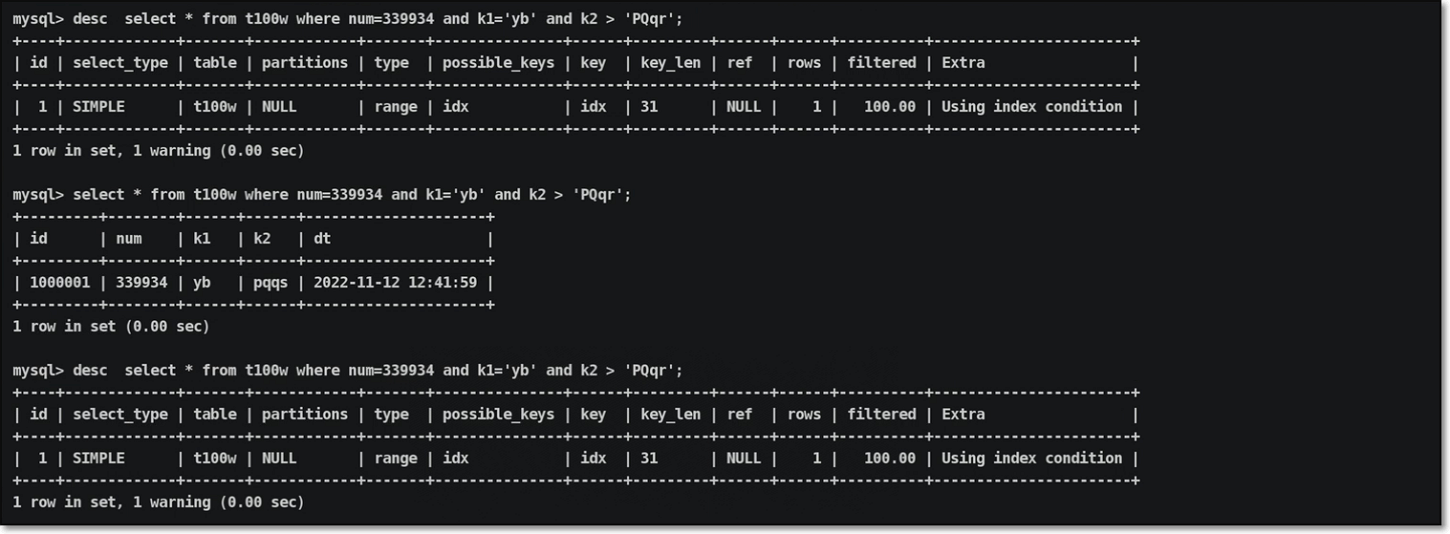 mysql> desc  select * from t100w where num=339934 and k1='yb' and k2 > 'PQqr';
+----+-------------+-------+------------+-------+---------------+------+---------+------+------+----------+-----------------------+
| id | select_type | table | partitions | type  | possible_keys | key  | key_len | ref  | rows | filtered | Extra                 |
+----+-------------+-------+------------+-------+---------------+------+---------+------+------+----------+-----------------------+
|  1 | SIMPLE      | t100w | NULL       | range | idx           | idx  | 31      | NULL |    1 |   100.00 | Using index condition |
+----+-------------+-------+------------+-------+---------------+------+---------+------+------+----------+-----------------------+
1 row in set, 1 warning (0.00 sec)
mysql> select * from t100w where num=339934 and k1='yb' and k2 > 'PQqr';
+---------+--------+------+------+---------------------+
| id      | num    | k1   | k2   | dt                  |
+---------+--------+------+------+---------------------+
| 1000001 | 339934 | yb   | pqqs | 2022-11-12 12:41:59 |
+---------+--------+------+------+---------------------+
1 row in set (0.00 sec)
mysql> desc  select * from t100w where num=339934 and k1='yb' and k2 > 'PQqr';
+----+-------------+-------+------------+-------+---------------+------+---------+------+------+----------+-----------------------+
| id | select_type | table | partitions | type  | possible_keys | key  | key_len | ref  | rows | filtered | Extra                 |
+----+-------------+-------+------------+-------+---------------+------+---------+------+------+----------+-----------------------+
|  1 | SIMPLE      | t100w | NULL       | range | idx           | idx  | 31      | NULL |    1 |   100.00 | Using index condition |
+----+-------------+-------+------------+-------+---------------+------+---------+------+------+----------+-----------------------+
1 row in set, 1 warning (0.00 sec)